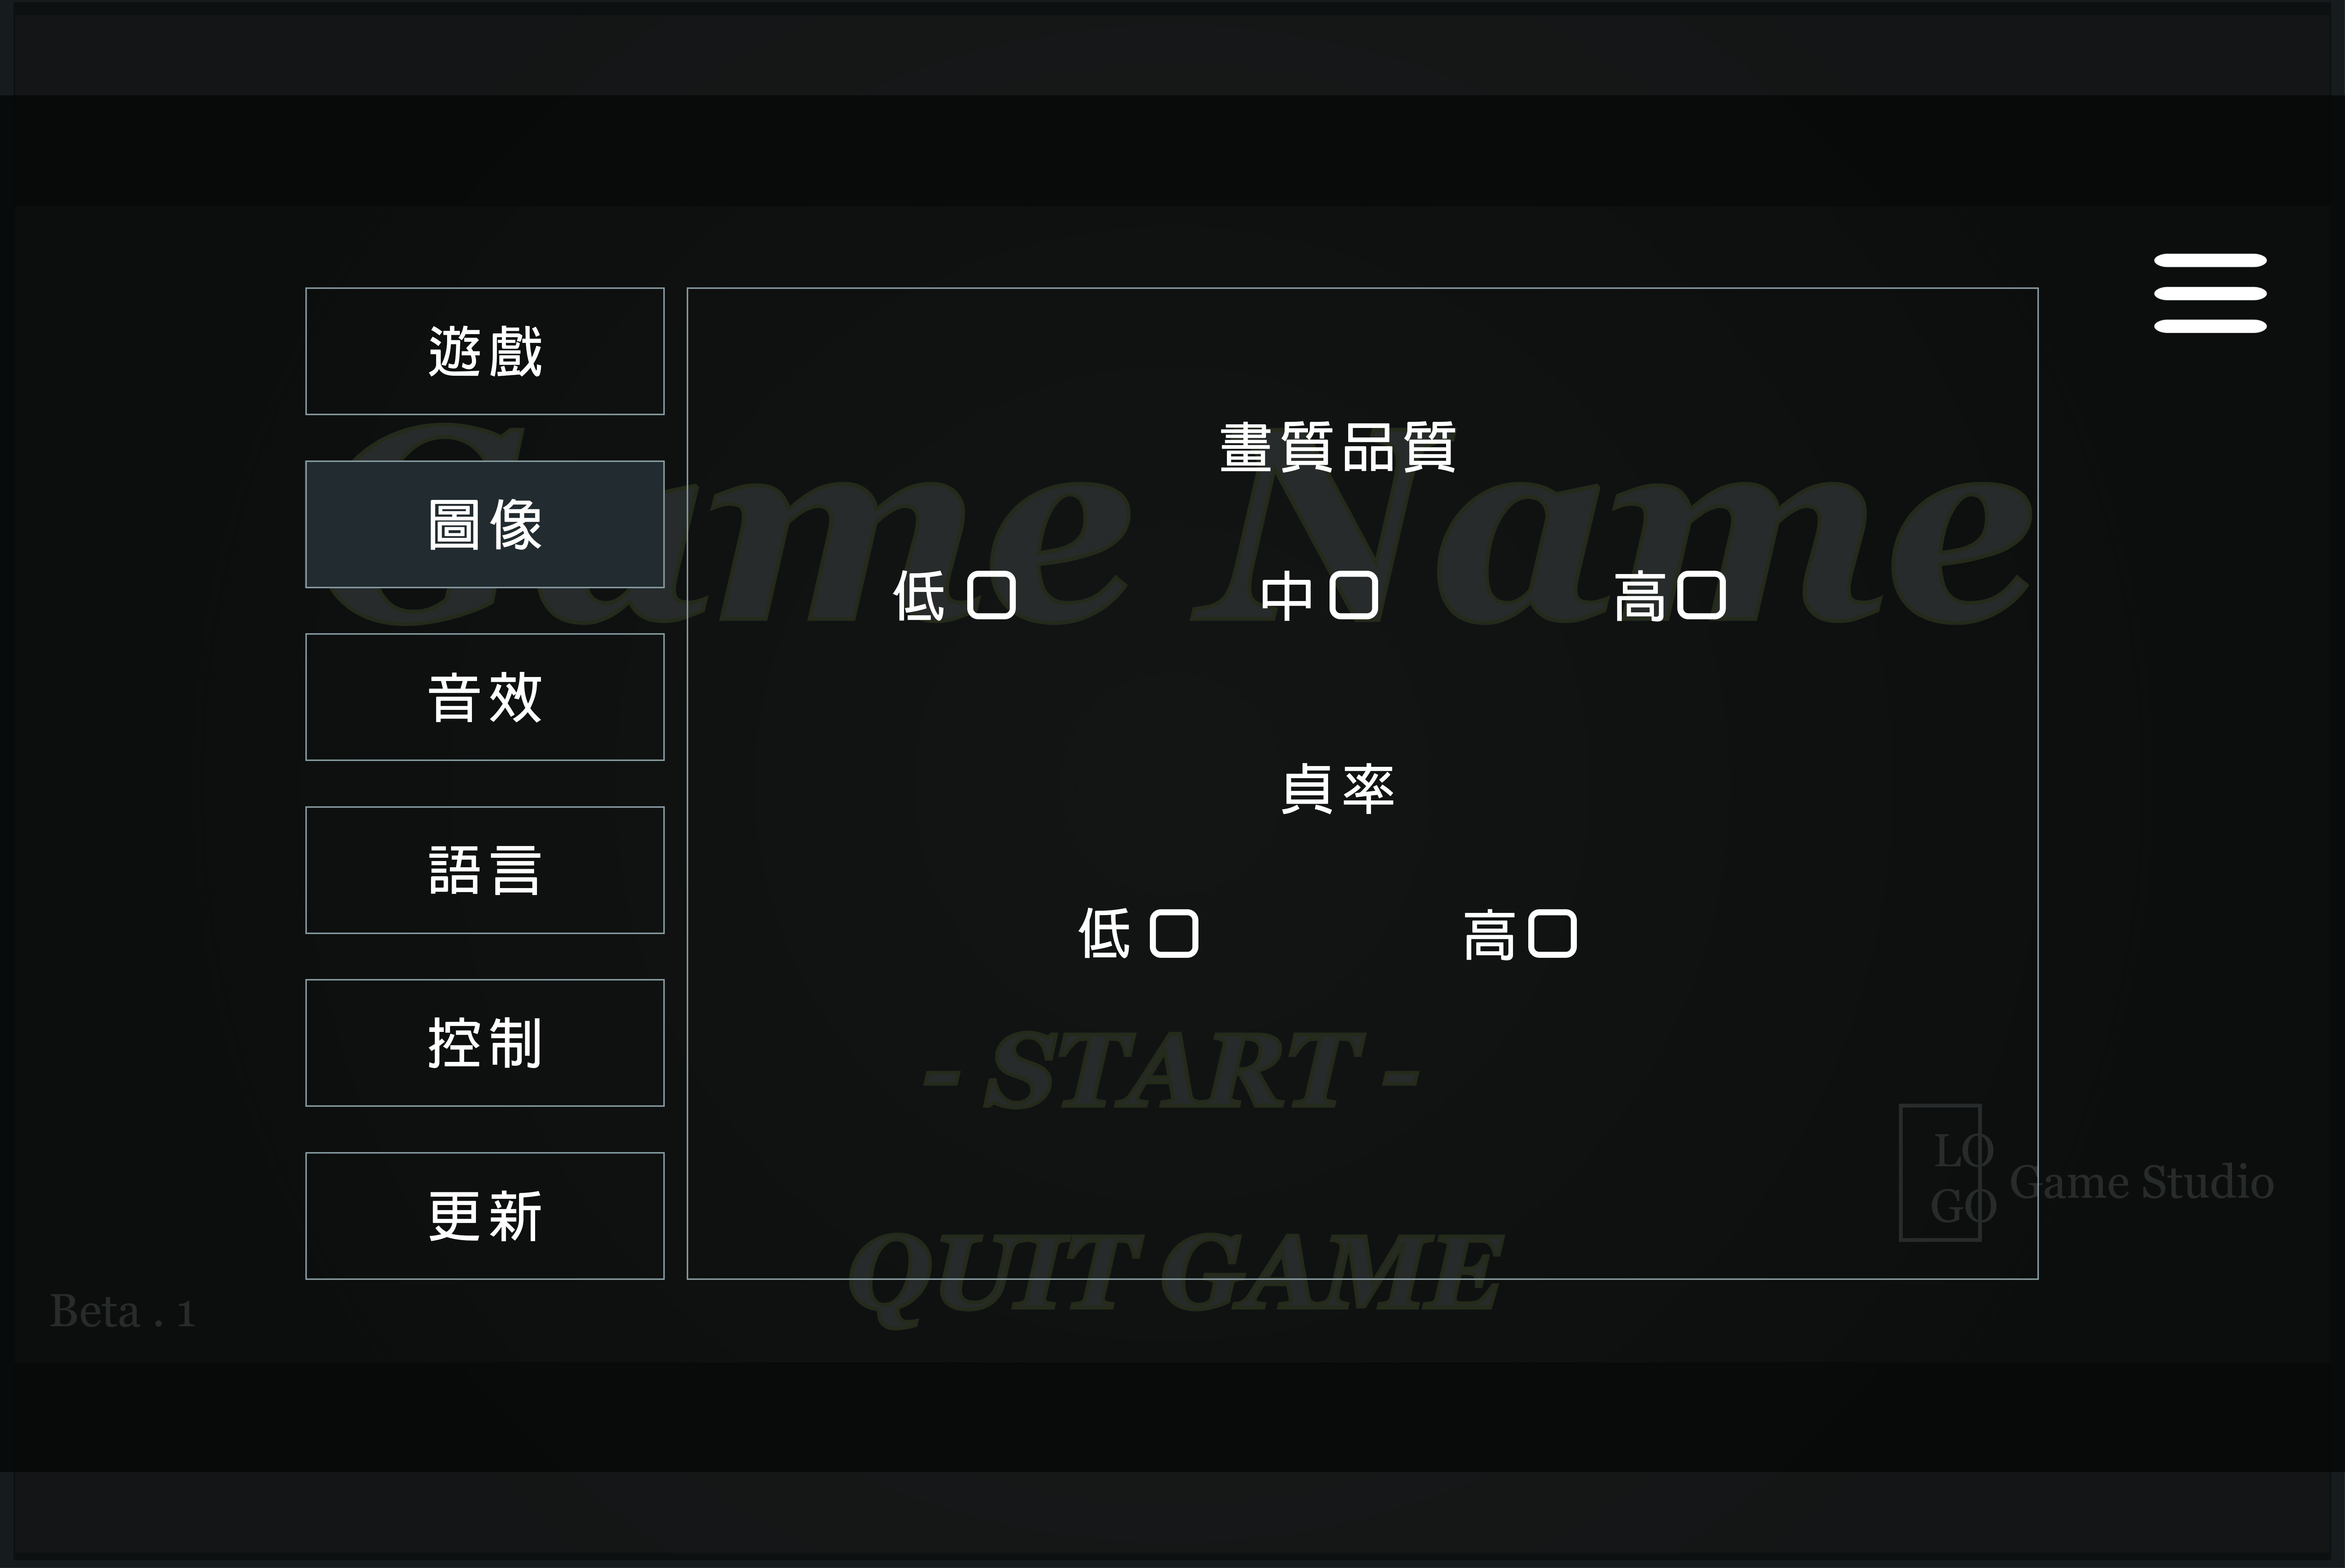 遊戲
圖像
音效
語言
控制
更新
畫質品質
低 中 高
貞率
低 高
Game Name
- START -
QUIT GAME
LO
GO
Game Studio
Beta . 1